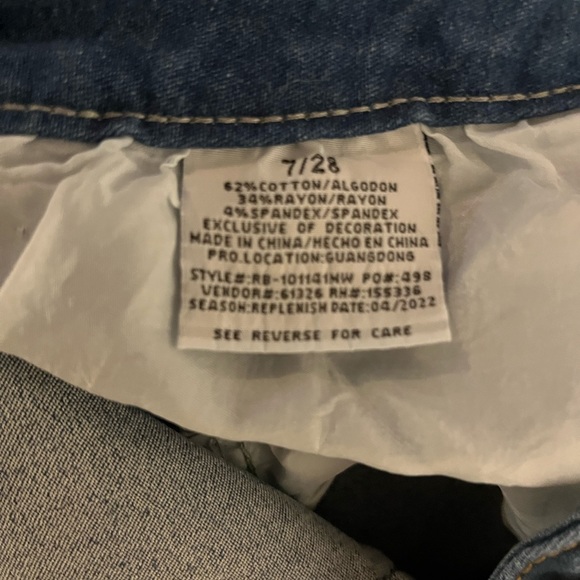 7/28
62%COTTON/ALGODON
34%RAYON/RAYON
4%SPANDEX/SPANDEX
EXCLUSIVE OF DECORATION
MADE IN CHINA/HECHO EN CHINA
PRO.LOCATION:GUANGDONG
STYLE#:RB-101141HW PO#:498
VENDOR#:61326 RN#:155336
SEASON:REPLENISH DATE:04/2022
SEE REVERSE FOR CARE